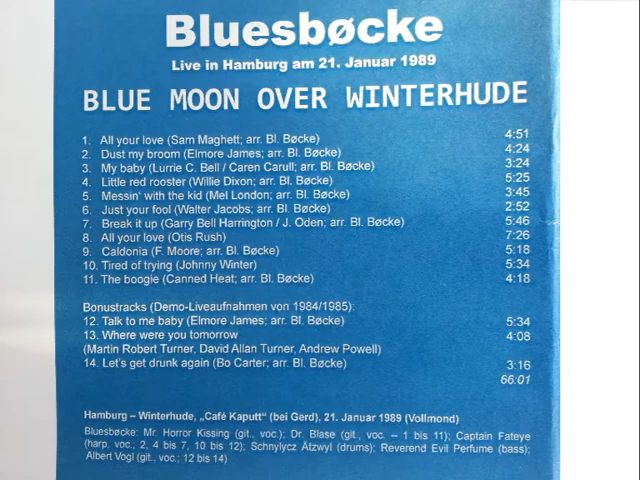 Bluesbøcke
Live in Hamburg am 21. Januar 1989
BLUE MOON OVER WINTERHUDE
1. All your love (Sam Maghett; arr. Bl. Bøcke) 4:51
2. Dust my broom (Elmore James; arr. Bl. Bøcke) 4:24
3. My baby (Lurrie C. Bell / Caren Carull; arr. Bl. Bøcke) 3:24
4. Little red rooster (Willie Dixon; arr. Bl. Bøcke) 5:25
5. Messin' with the kid (Mel London; arr. Bl. Bøcke) 3:45
6. Just your fool (Walter Jacobs; arr. Bl. Bøcke) 2:52
7. Break it up (Garry Bell Harrington / J. Oden; arr. Bl. Bøcke) 5:46
8. All your love (Otis Rush) 7:26
9. Caldonia (F. Moore; arr. Bl. Bøcke) 5:18
10. Tired of trying (Johnny Winter) 5:34
11. The boogie (Canned Heat; arr. Bl. Bøcke) 4:18
Bonustracks (Demo-Liveaufnahmen von 1984/1985):
12. Talk to me baby (Elmore James; arr. Bl. Bøcke) 5:34
13. Where were you tomorrow 4:08
(Martin Robert Turner, David Allan Turner, Andrew Powell)
14. Let's get drunk again (Bo Carter; arr. Bl. Bøcke) 3:16
66:01
Hamburg – Winterhude, „Café Kaputt" (bei Gerd), 21. Januar 1989 (Vollmond)
Bluesbøcke: Mr. Horror Kissing (git., voc.); Dr. Blase (git., voc. – 1 bis 11); Captain Fateye
(harp, voc.; 2, 4 bis 7, 10 bis 12); Schnylycz Ätzwyl (drums); Reverend Evil Perfume (bass);
Albert Vogl (git., voc.; 12 bis 14)